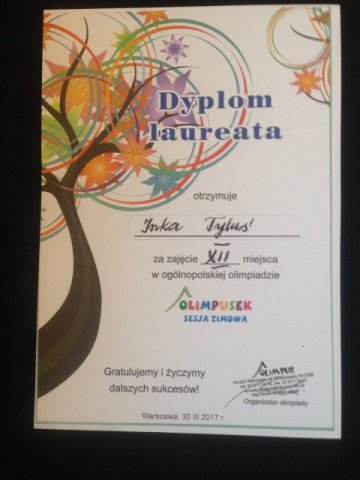 Dyplom
laureata
otrzymuje
Inka Tyluś
za zajęcie XII miejsca
w ogólnopolskiej olimpiadzie
OLIMPUSEK
SESJA ZIMOWA
Gratulujemy i życzymy
dalszych sukcesów!
OLIMPUS
Organizator olimpiady
Warszawa, 30 III 2017 r.